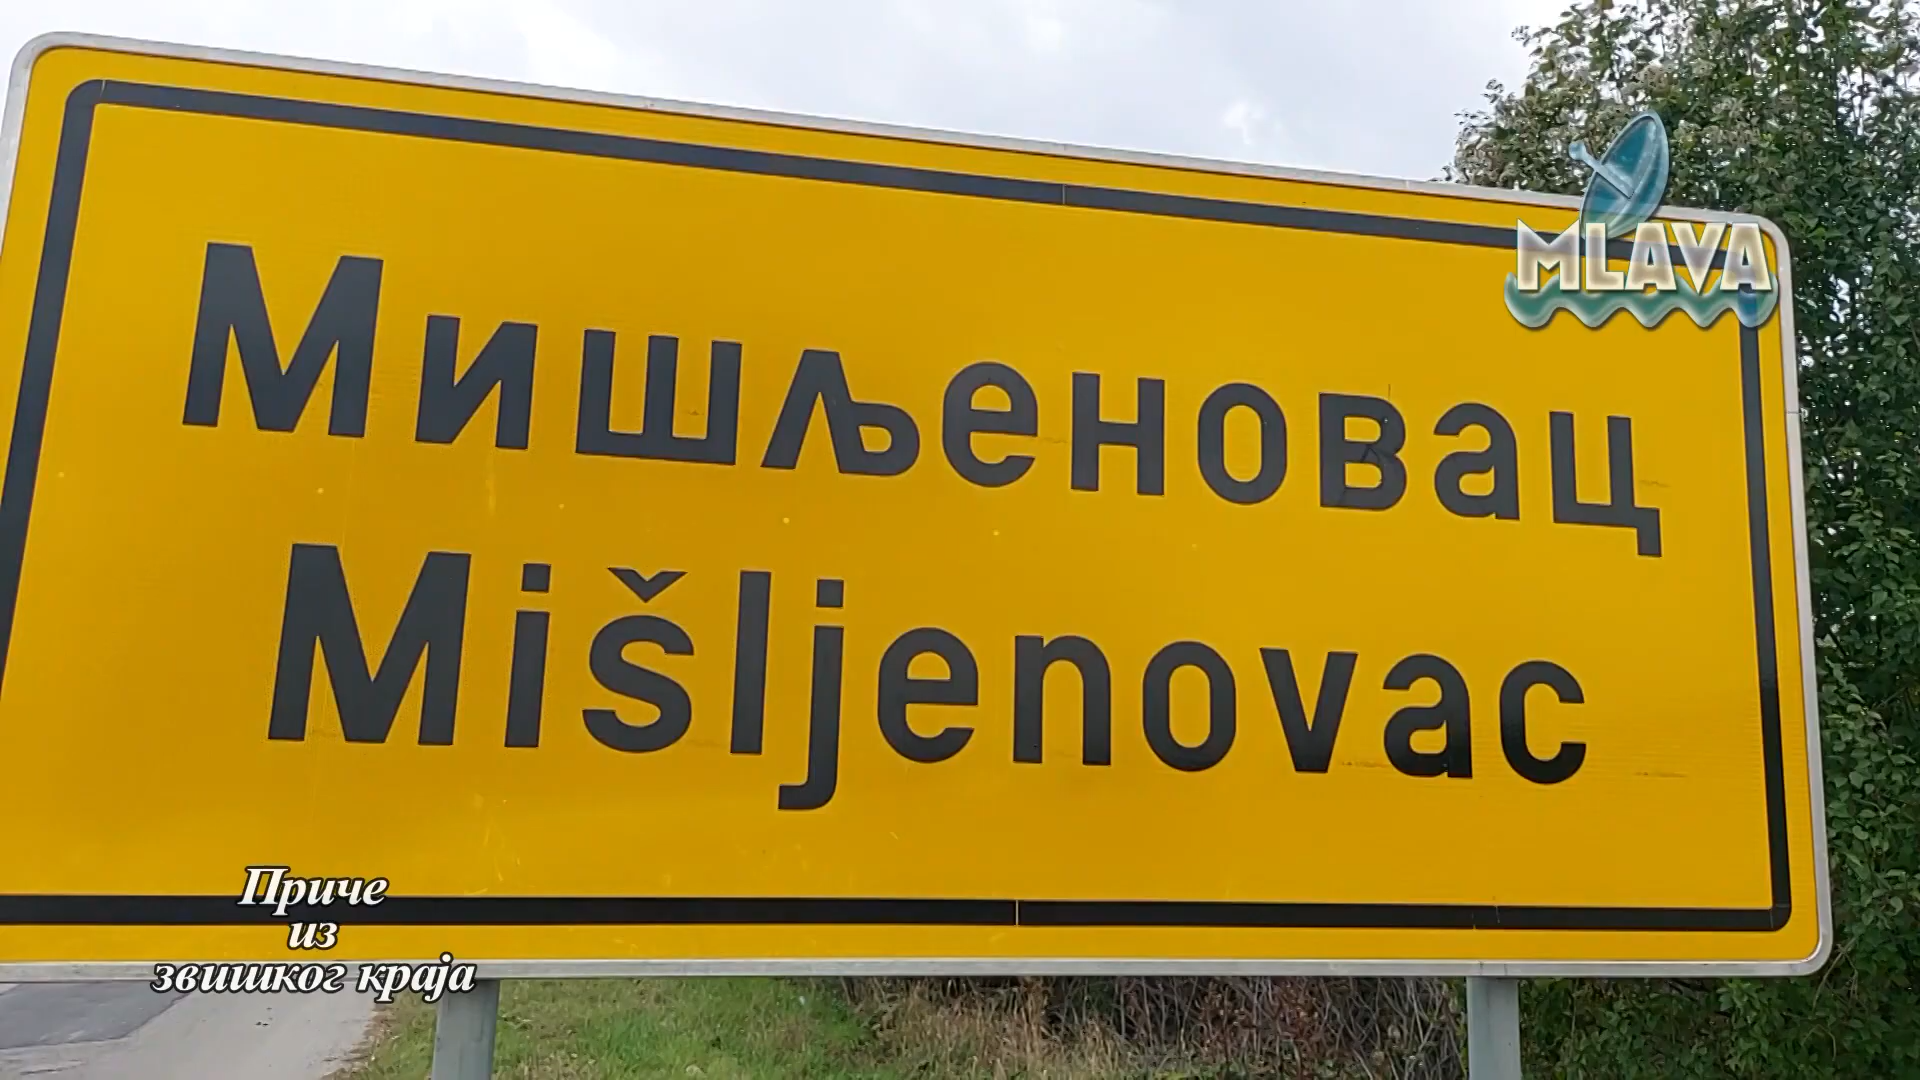 MLAVA
Мишљеновац
Mišljenovac
Приче
из
звишког краја